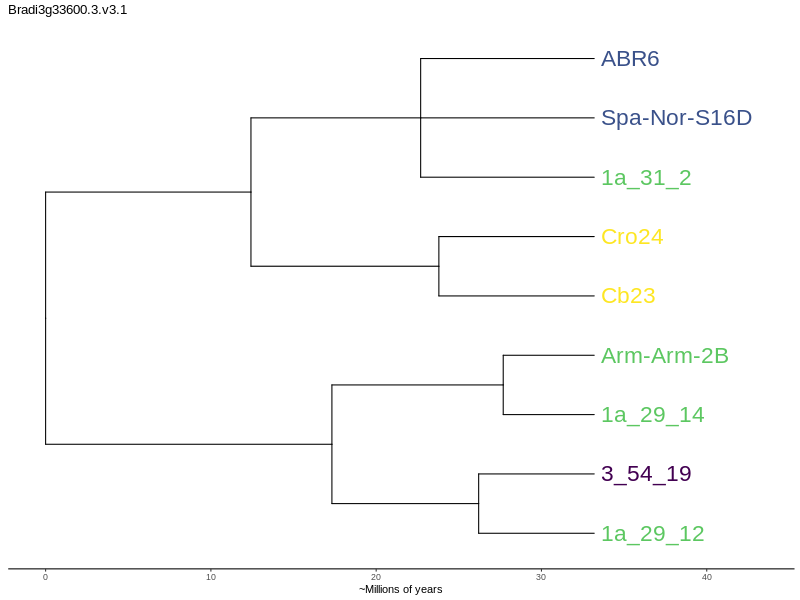 Bradi3g33600.3.v3.1
ABR6
Spa-Nor-S16D
1a_31_2
Cro24
Cb23
Arm-Arm-2B
1a_29_14
3_54_19
1a_29_12
0 10 20 30 40
~Millions of years